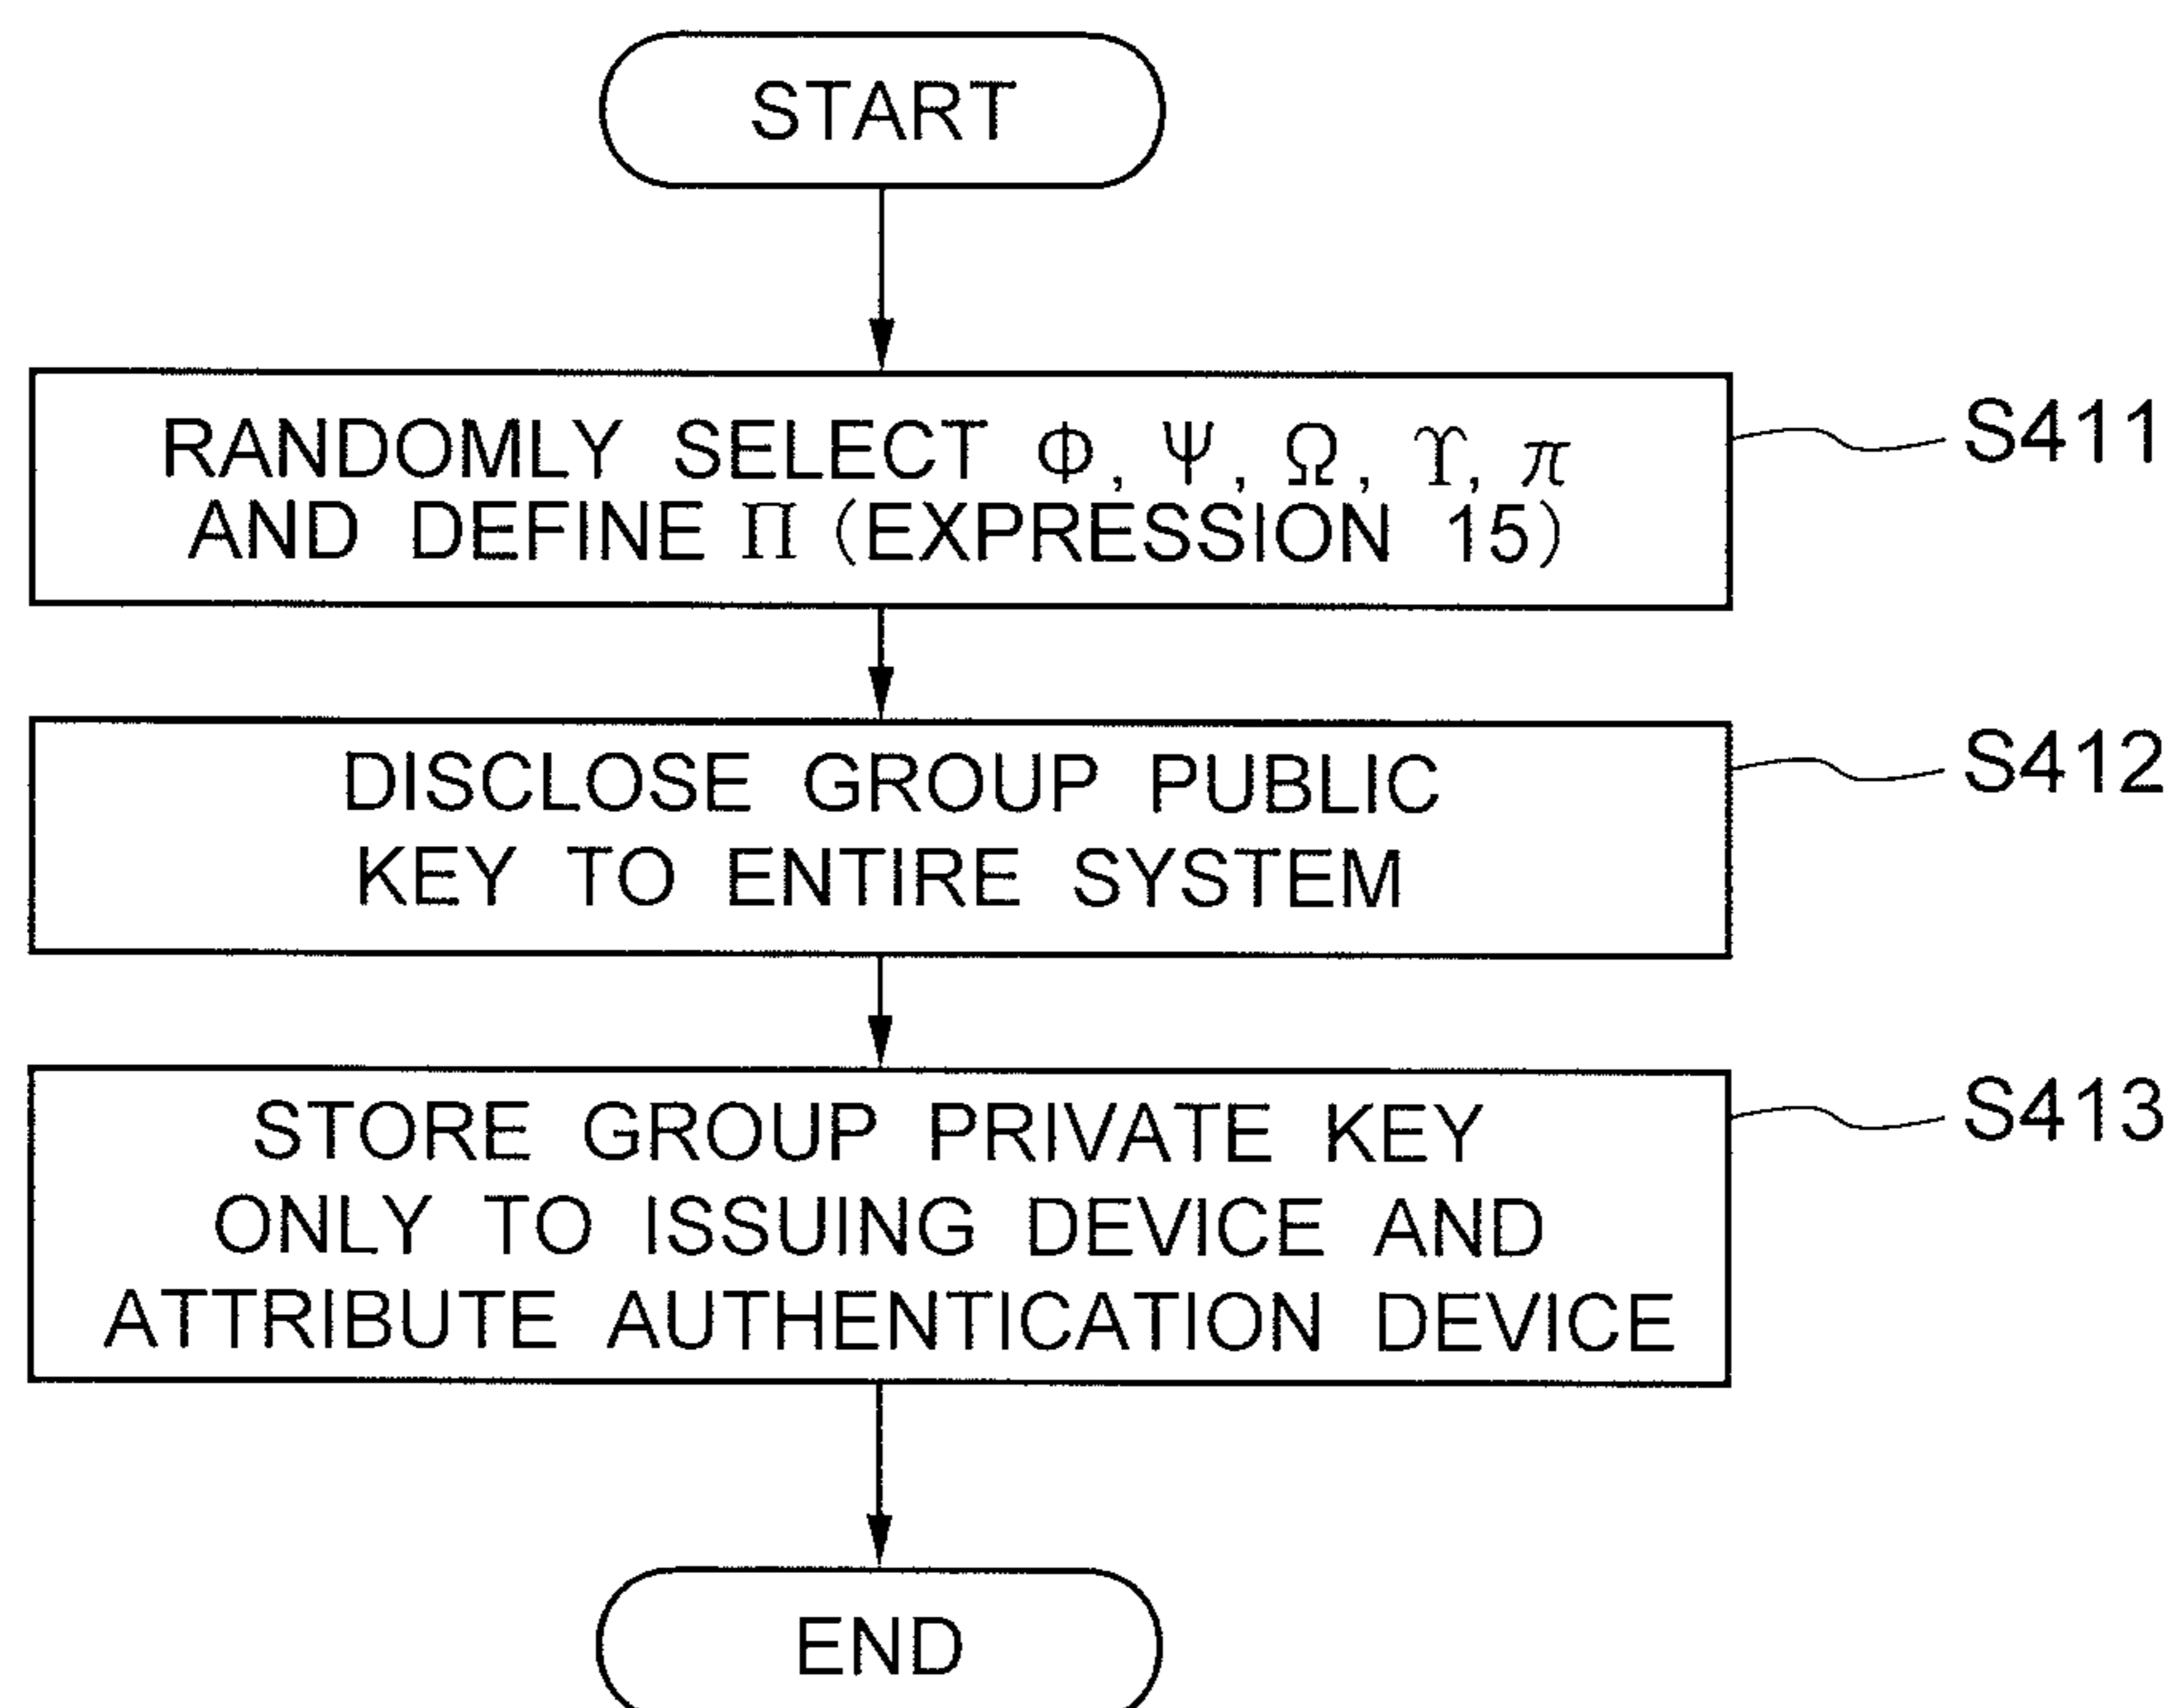 START
RANDOMLY SELECT Φ, Ψ, Ω, ϒ, π
AND DEFINE Π (EXPRESSION 15)
S411
DISCLOSE GROUP PUBLIC
KEY TO ENTIRE SYSTEM
S412
STORE GROUP PRIVATE KEY
ONLY TO ISSUING DEVICE AND
ATTRIBUTE AUTHENTICATION DEVICE
S413
END